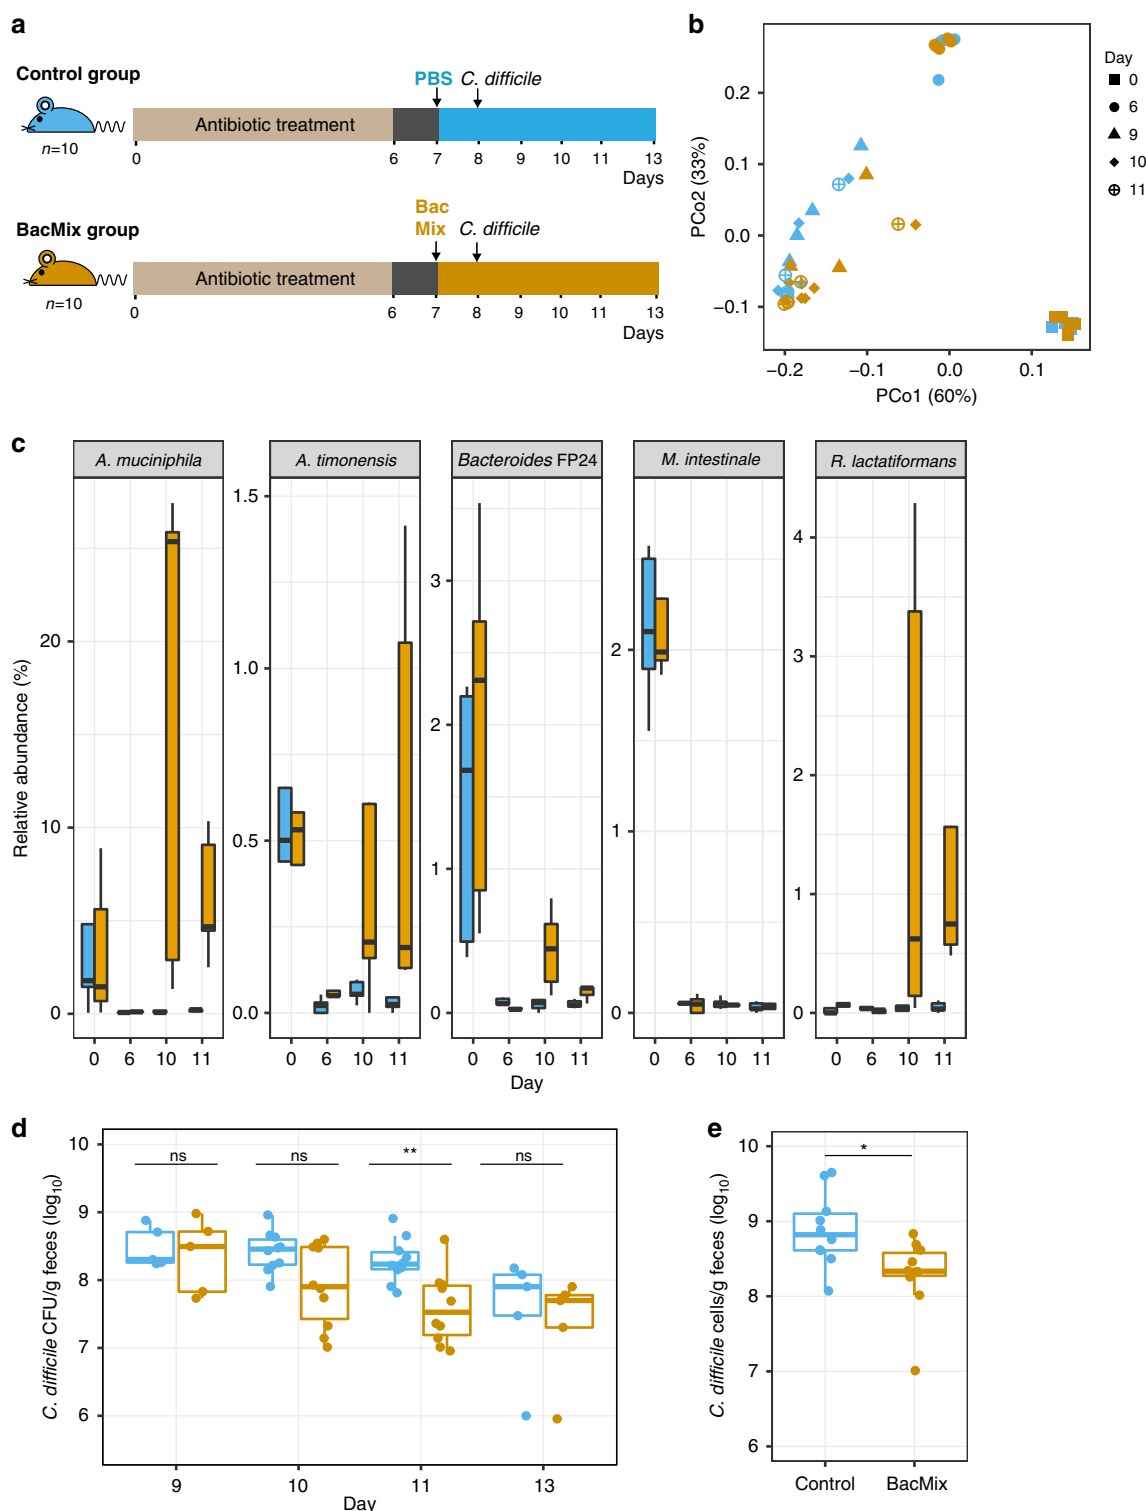 a
Control group
n=10
PBS C. difficile
Antibiotic treatment
0 6 7 8 9 10 11 13
Days
BacMix group
n=10
Bac
Mix
C. difficile
Antibiotic treatment
0 6 7 8 9 10 11 13
Days
b
PCo2 (33%)
0.2
0.1
0.0
−0.1
−0.2 −0.1 0.0 0.1
PCo1 (60%)
Day
0
6
9
10
11
c
Relative abundance (%)
A. muciniphila
20
10
0
0 6 10 11
A. timonensis
1.5
1.0
0.5
0.0
0 6 10 11
Bacteroides FP24
3
2
1
0
0 6 10 11
M. intestinale
2
1
0
0 6 10 11
R. lactatiformans
4
3
2
1
0
0 6 10 11
Day
d
C. difficile CFU/g feces (log10)
10
9
8
7
6
ns ns ** ns
9 10 11 13
Day
e
C. difficile cells/g feces (log10)
10
9
8
7
6
*
Control BacMix